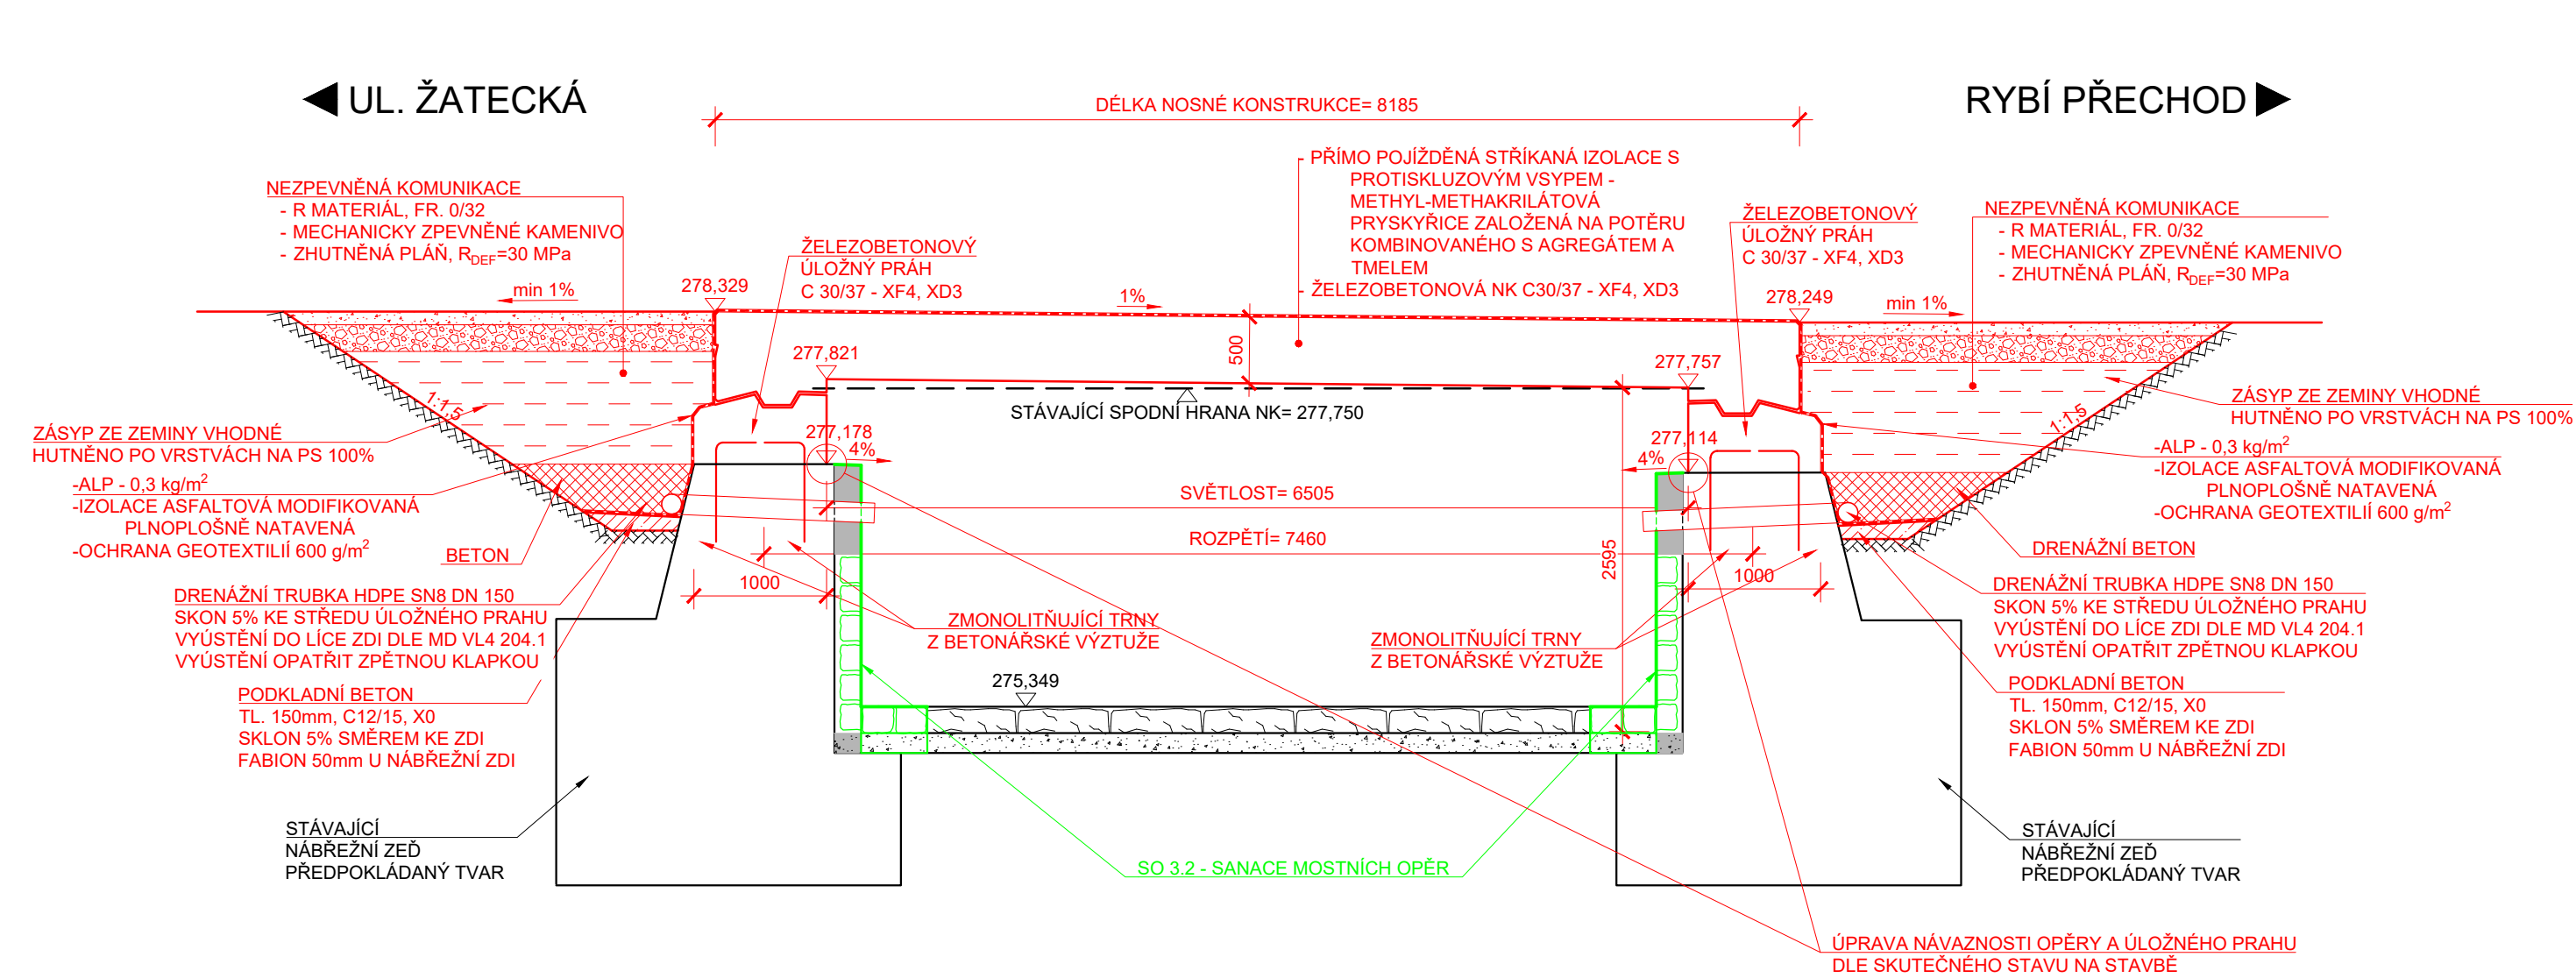 UL. ŽATECKÁ
RYBÍ PŘECHOD
DÉLKA NOSNÉ KONSTRUKCE= 8185
- PŘÍMO POJÍŽDĚNÁ STŘÍKANÁ IZOLACE S
PROTISKLUZOVÝM VSYPEM -
METHYL-METHAKRILÁTOVÁ
PRYSKYŘICE ZALOŽENÁ NA POTĚRU
KOMBINOVANÉHO S AGREGÁTEM A
TMELEM
- ŽELEZOBETONOVÁ NK C30/37 - XF4, XD3
NEZPEVNĚNÁ KOMUNIKACE
- R MATERIÁL, FR. 0/32
- MECHANICKY ZPEVNĚNÉ KAMENIVO
- ZHUTNĚNÁ PLÁŇ, RDEF=30 MPa
ŽELEZOBETONOVÝ
ÚLOŽNÝ PRÁH
C 30/37 - XF4, XD3
ŽELEZOBETONOVÝ
ÚLOŽNÝ PRÁH
C 30/37 - XF4, XD3
NEZPEVNĚNÁ KOMUNIKACE
- R MATERIÁL, FR. 0/32
- MECHANICKY ZPEVNĚNÉ KAMENIVO
- ZHUTNĚNÁ PLÁŇ, RDEF=30 MPa
min 1%
278,329
1%
278,249
min 1%
500
277,821
277,757
STÁVAJÍCÍ SPODNÍ HRANA NK= 277,750
1:1,5
1:1,5
ZÁSYP ZE ZEMINY VHODNÉ
HUTNĚNO PO VRSTVÁCH NA PS 100%
ZÁSYP ZE ZEMINY VHODNÉ
HUTNĚNO PO VRSTVÁCH NA PS 100%
277,178
4%
277,114
4%
-ALP - 0,3 kg/m²
-IZOLACE ASFALTOVÁ MODIFIKOVANÁ
PLNOPLOŠNĚ NATAVENÁ
-OCHRANA GEOTEXTILIÍ 600 g/m²
-ALP - 0,3 kg/m²
-IZOLACE ASFALTOVÁ MODIFIKOVANÁ
PLNOPLOŠNĚ NATAVENÁ
-OCHRANA GEOTEXTILIÍ 600 g/m²
SVĚTLOST= 6505
ROZPĚTÍ= 7460
2595
BETON
DRENÁŽNÍ BETON
1000
1000
DRENÁŽNÍ TRUBKA HDPE SN8 DN 150
SKON 5% KE STŘEDU ÚLOŽNÉHO PRAHU
VYÚSTĚNÍ DO LÍCE ZDI DLE MD VL4 204.1
VYÚSTĚNÍ OPATŘIT ZPĚTNOU KLAPKOU
ZMONOLITŇUJÍCÍ TRNY
Z BETONÁŘSKÉ VÝZTUŽE
ZMONOLITŇUJÍCÍ TRNY
Z BETONÁŘSKÉ VÝZTUŽE
DRENÁŽNÍ TRUBKA HDPE SN8 DN 150
SKON 5% KE STŘEDU ÚLOŽNÉHO PRAHU
VYÚSTĚNÍ DO LÍCE ZDI DLE MD VL4 204.1
VYÚSTĚNÍ OPATŘIT ZPĚTNOU KLAPKOU
275,349
PODKLADNÍ BETON
TL. 150mm, C12/15, X0
SKLON 5% SMĚREM KE ZDI
FABION 50mm U NÁBŘEŽNÍ ZDI
PODKLADNÍ BETON
TL. 150mm, C12/15, X0
SKLON 5% SMĚREM KE ZDI
FABION 50mm U NÁBŘEŽNÍ ZDI
STÁVAJÍCÍ
NÁBŘEŽNÍ ZEĎ
PŘEDPOKLÁDANÝ TVAR
SO 3.2 - SANACE MOSTNÍCH OPĚR
STÁVAJÍCÍ
NÁBŘEŽNÍ ZEĎ
PŘEDPOKLÁDANÝ TVAR
ÚPRAVA NÁVAZNOSTI OPĚRY A ÚLOŽNÉHO PRAHU
DLE SKUTEČNÉHO STAVU NA STAVBĚ